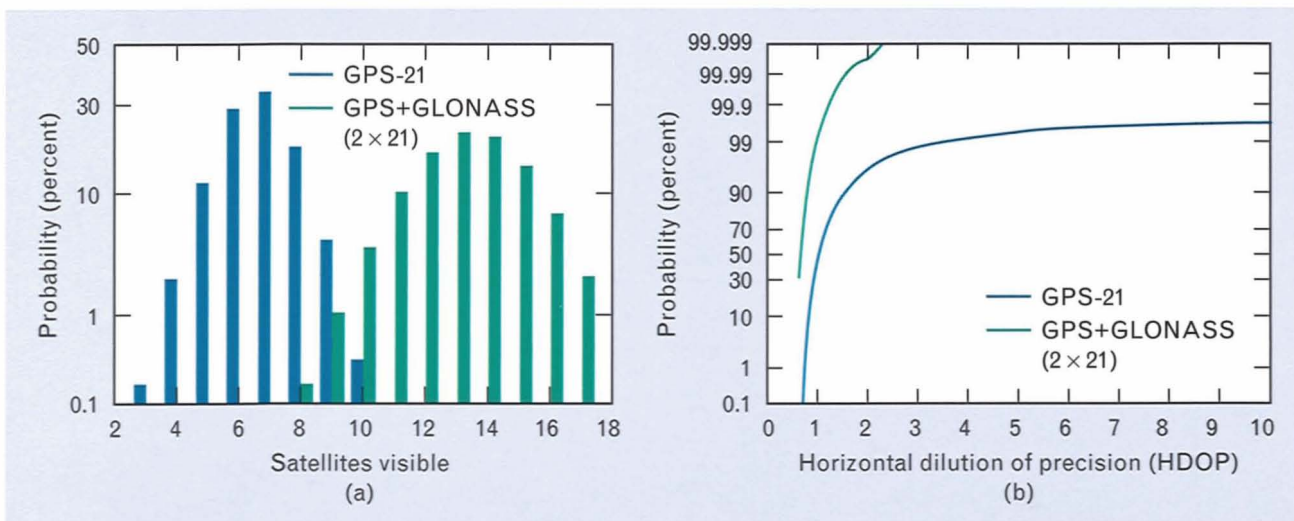 50
30
10
1
0.1
Probability (percent)
GPS-21
GPS+GLONASS
(2 × 21)
2 4 6 8 10 12 14 16 18
Satellites visible
(a)
99.999
99.99
99.9
99
90
70
50
30
10
1
0.1
Probability (percent)
GPS-21
GPS+GLONASS
(2 × 21)
0 1 2 3 4 5 6 7 8 9 10
Horizontal dilution of precision (HDOP)
(b)